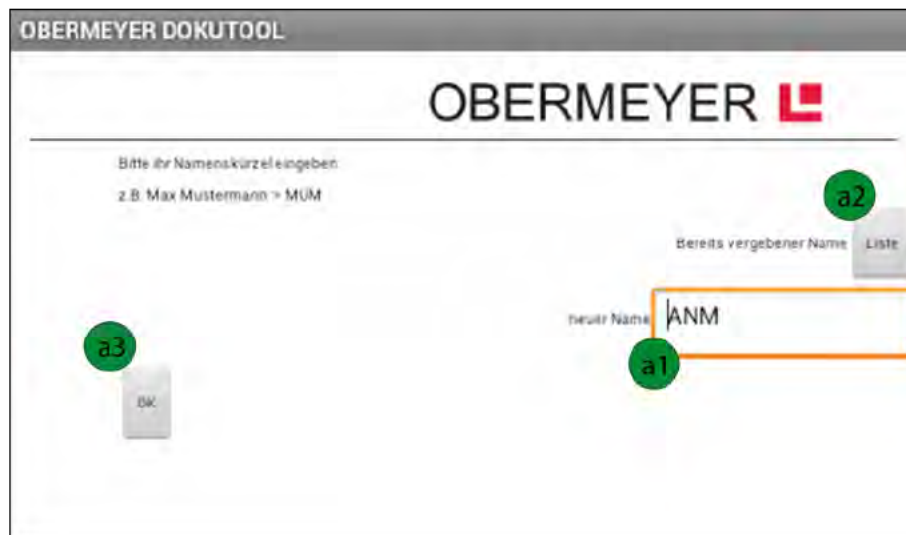 OBERMEYER DOKUTOOL
OBERMEYER
Bitte ihr Namenskürzel eingeben
z.B. Max Mustermann > MUM
a2
Bereits vergebener Name
Liste
neuer Name
ANM
a1
a3
OK